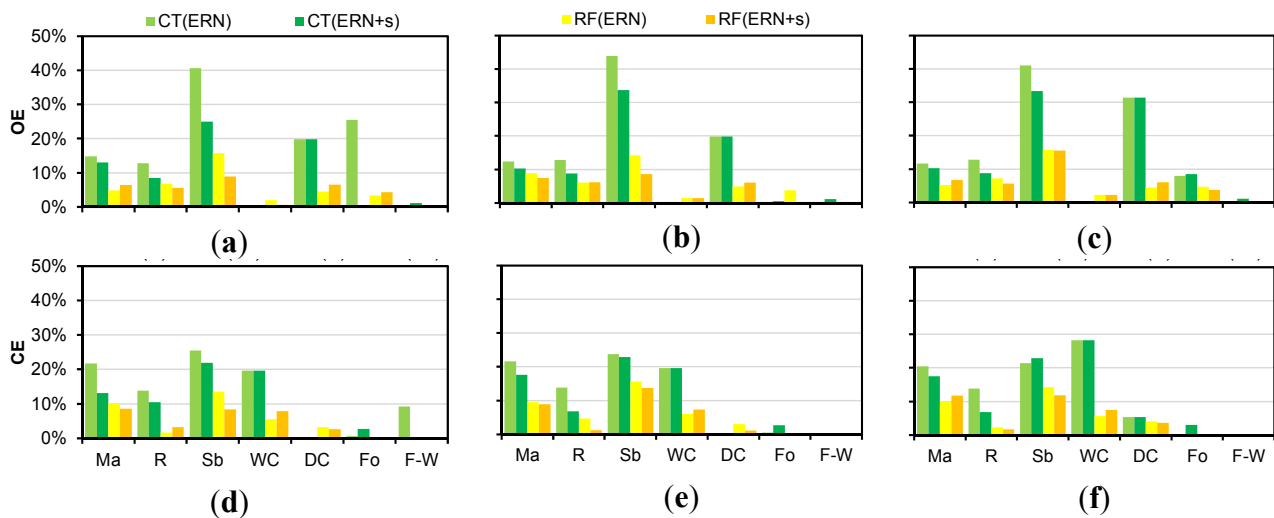 CT(ERN) CT(ERN+s) RF(ERN) RF(ERN+s)
50%
40%
30%
20%
10%
0%
OE
(a) (b) (c)
50%
40%
30%
20%
10%
0%
CE
Ma R Sb WC DC Fo F-W Ma R Sb WC DC Fo F-W Ma R Sb WC DC Fo F-W
(d) (e) (f)